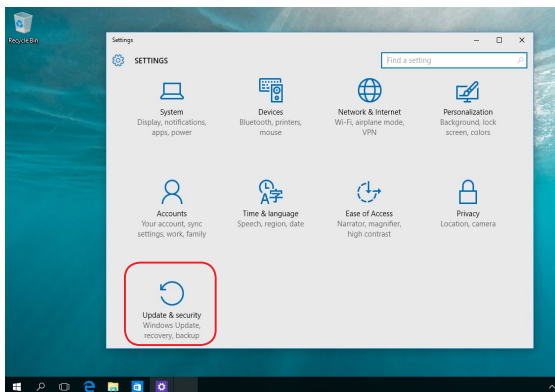 Recycle Bin
Settings
SETTINGS
Find a setting
System
Display, notifications,
apps, power
Devices
Bluetooth, printers,
mouse
Network & Internet
Wi-Fi, airplane mode,
VPN
Personalization
Background, lock
screen, colors
Accounts
Your account, sync
settings, work, family
Time & language
Speech, region, date
Ease of Access
Narrator, magnifier,
high contrast
Privacy
Location, camera
Update & security
Windows Update,
recovery, backup